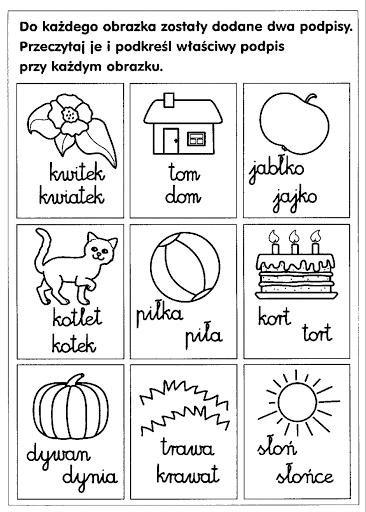 Do każdego obrazka zostały dodane dwa podpisy.
Przeczytaj je i podkreśl właściwy podpis
przy każdym obrazku.
kwitek
kwiatek
tom
dom
jabłko
jajko
kotlet
kotek
piłka
piła
kort
tort
dywan
dynia
trawa
krawat
słoń
słońce